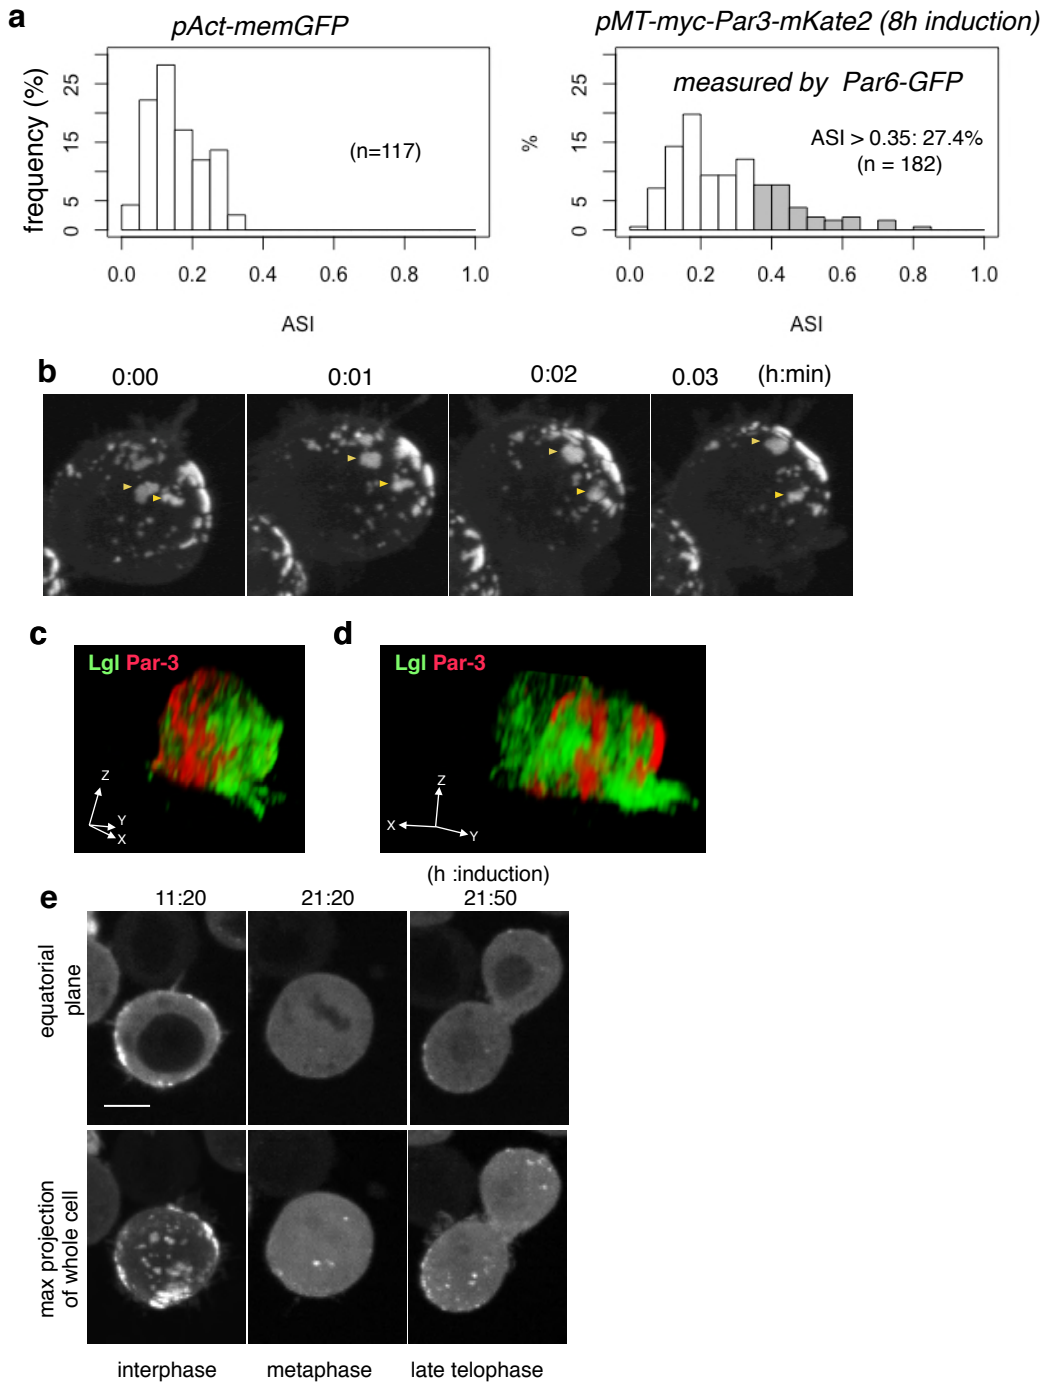 a
pAct-memGFP
pMT-myc-Par3-mKate2 (8h induction)
frequency (%)
25
15
5
0
(n=117)
0.0 0.2 0.4 0.6 0.8 1.0
ASI
%
25
15
5
0
measured by Par6-GFP
ASI > 0.35: 27.4%
(n = 182)
0.0 0.2 0.4 0.6 0.8 1.0
ASI
b
0:00 0:01 0:02 0.03 (h:min)
c
Lgl Par-3
Z
Y
X
d
Lgl Par-3
Z
X
Y
(h :induction)
e
11:20 21:20 21:50
equatorial
plane
max projection
of whole cell
interphase metaphase late telophase